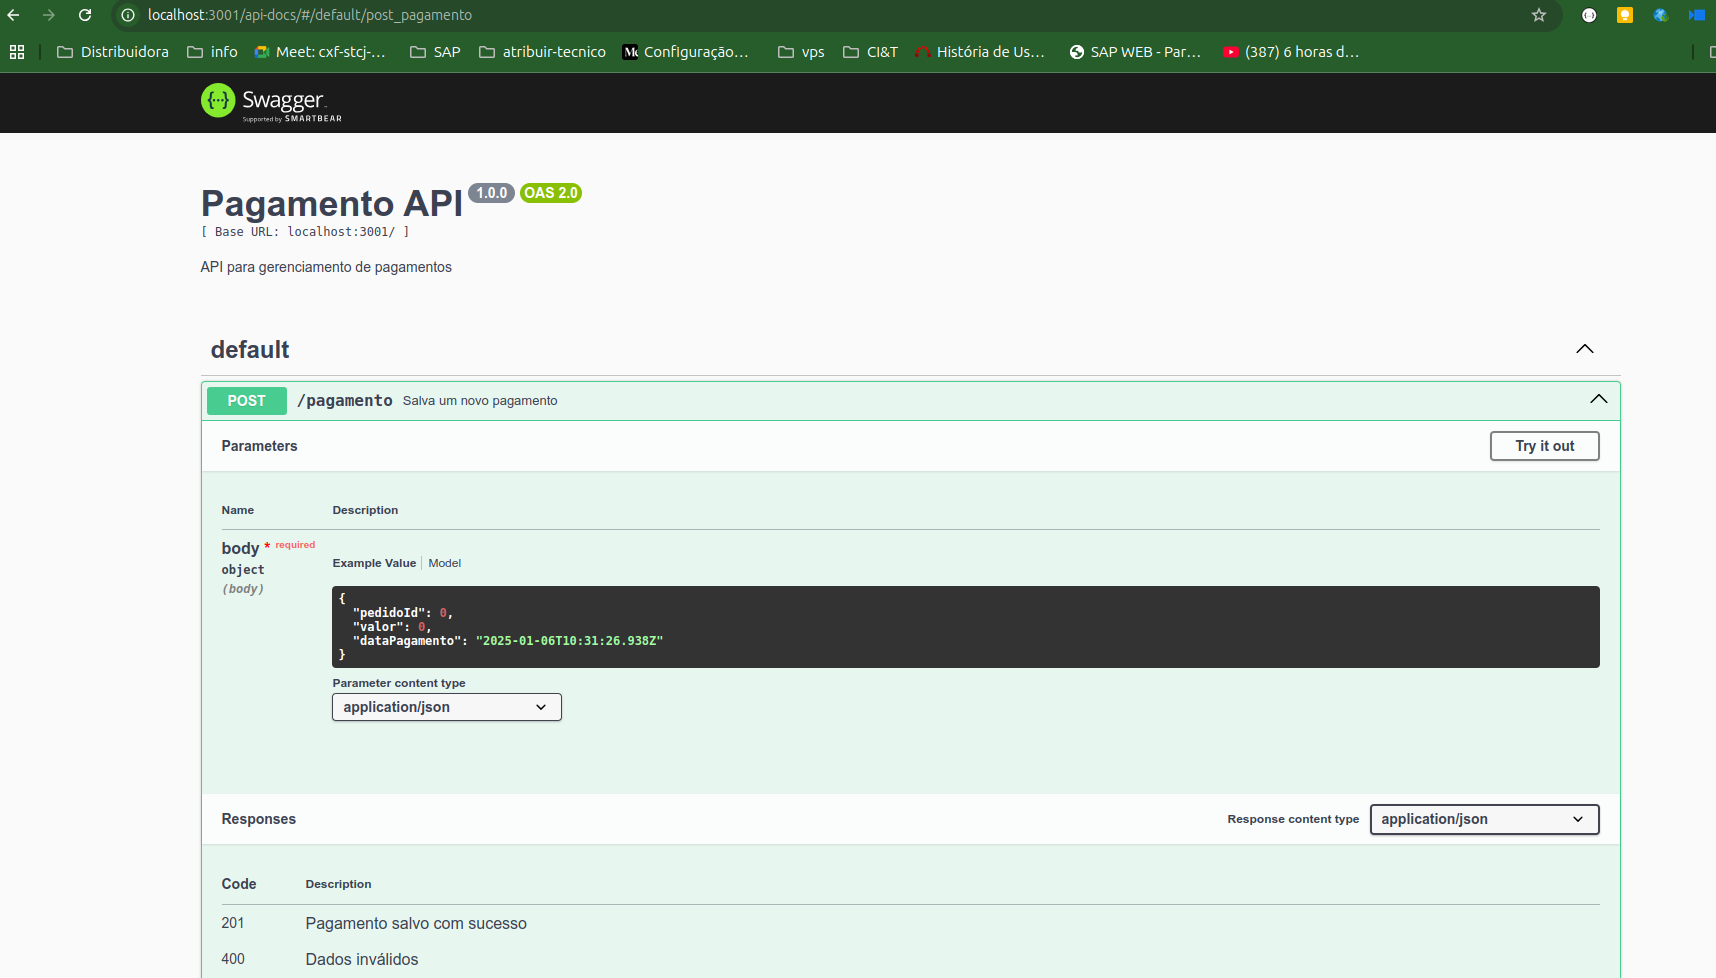 localhost:3001/api-docs/#/default/post_pagamento
Distribuidora info Meet: cxf-stcj-... SAP atribuir-tecnico Configuração... vps CI&T História de Us... SAP WEB - Par... (387) 6 horas d...
Swagger
Supported by SMARTBEAR
Pagamento API 1.0.0 OAS 2.0
[ Base URL: localhost:3001/ ]
API para gerenciamento de pagamentos
default
POST /pagamento Salva um novo pagamento
Parameters Try it out
Name Description
body * required
object
(body)
Example Value Model
{
"pedidoId": 0,
"valor": 0,
"dataPagamento": "2025-01-06T10:31:26.938Z"
}
Parameter content type
application/json
Responses Response content type application/json
Code Description
201 Pagamento salvo com sucesso
400 Dados inválidos